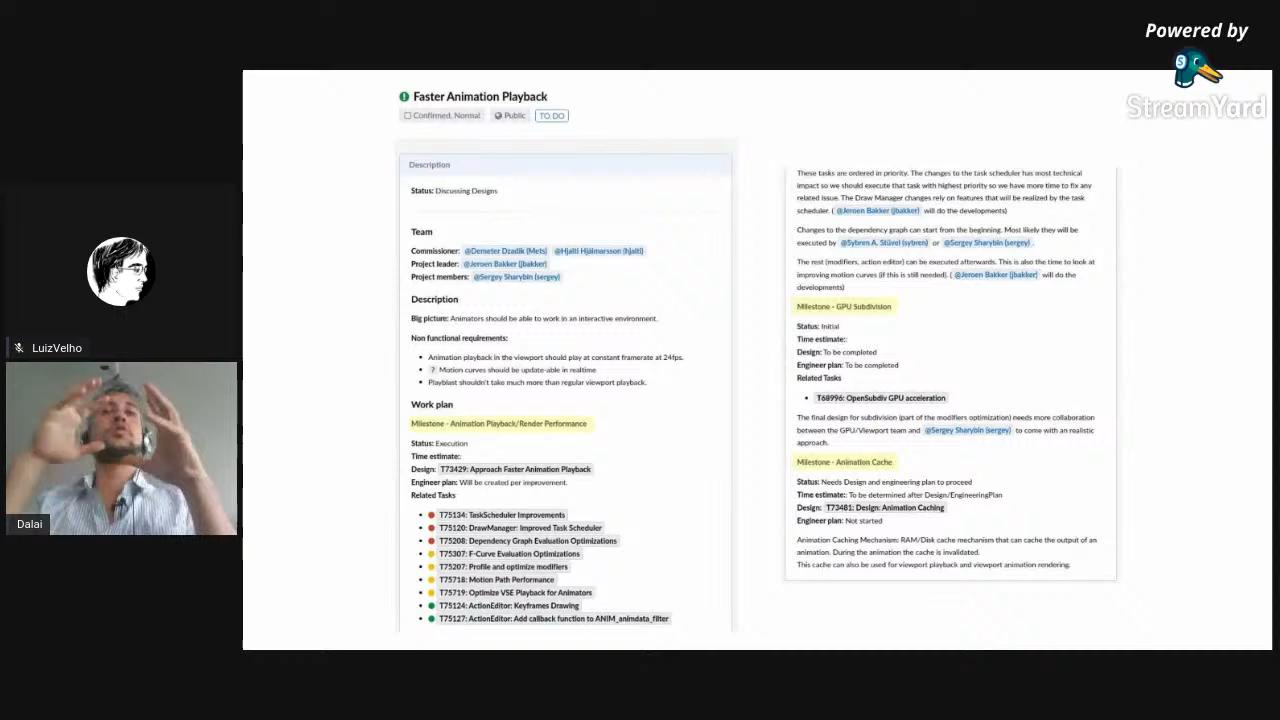 Powered by
StreamYard
Faster Animation Playback
Confirmed, Normal Public TO DO
Description
Status: Discussing Designs
Team
Commissioner: @Demeter Dzadik (Mets) @Hjalti Hjálmarsson (hjalti)
Project leader: @Jeroen Bakker (jbakker)
Project members: @Sergey Sharybin (sergey)
Description
Big picture: Animators should be able to work in an interactive environment.
Non functional requirements:
Animation playback in the viewport should play at constant framerate at 24fps.
? Motion curves should be update-able in realtime
Playblast shouldn't take much more than regular viewport playback.
Work plan
Milestone - Animation Playback/Render Performance
Status: Execution
Time estimate:
Design: T73429: Approach Faster Animation Playback
Engineer plan: Will be created per improvement.
Related Tasks
T75134: TaskScheduler Improvements
T75120: DrawManager: Improved Task Scheduler
T75208: Dependency Graph Evaluation Optimizations
T75307: F-Curve Evaluation Optimizations
T75207: Profile and optimize modifiers
T75718: Motion Path Performance
T75719: Optimize VSE Playback for Animators
T75124: ActionEditor: Keyframes Drawing
T75127: ActionEditor: Add callback function to ANIM_animdata_filter
These tasks are ordered in priority. The changes to the task scheduler has most technical
impact so we should execute that task with highest priority so we have more time to fix any
related issue. The Draw Manager changes rely on features that will be realized by the task
scheduler. ( @Jeroen Bakker (jbakker) will do the developments)
Changes to the dependency graph can start from the beginning. Most likely they will be
executed by @Sybren A. Stüvel (sybren) or @Sergey Sharybin (sergey) .
The rest (modifiers, action editor) can be executed afterwards. This is also the time to look at
improving motion curves (if this is still needed). ( @Jeroen Bakker (jbakker) will do the
developments)
Milestone - GPU Subdivision
Status: Initial
Time estimate:
Design: To be completed
Engineer plan: To be completed
Related Tasks
T68996: OpenSubdiv GPU acceleration
The final design for subdivision (part of the modifiers optimization) needs more collaboration
between the GPU/Viewport team and @Sergey Sharybin (sergey) to come with an realistic
approach.
Milestone - Animation Cache
Status: Needs Design and engineering plan to proceed
Time estimate: To be determined after Design/EngineeringPlan
Design: T73481: Design: Animation Caching
Engineer plan: Not started
Animation Caching Mechanism: RAM/Disk cache mechanism that can cache the output of an
animation. During the animation the cache is invalidated.
This cache can also be used for viewport playback and viewport animation rendering.
LuizVelho
Dalai